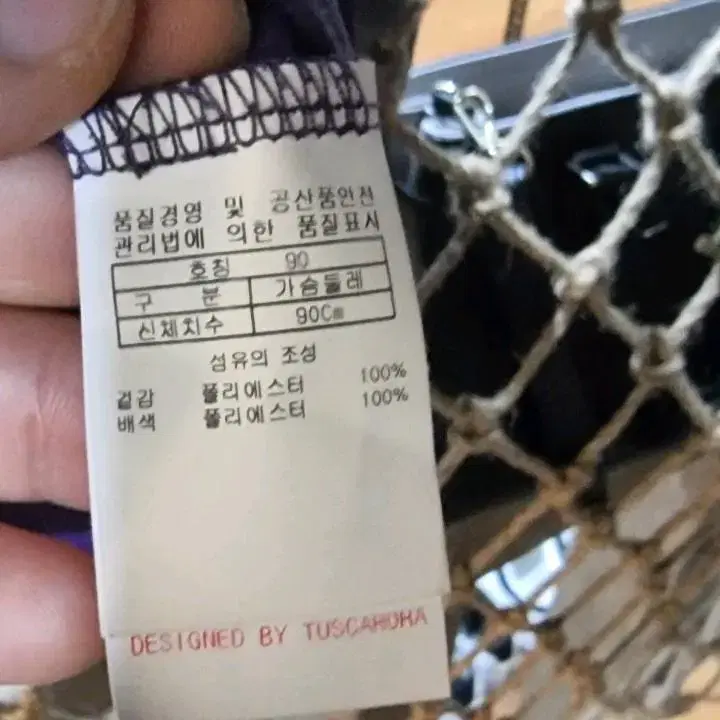 품질경영 및 공산품안전
관리법에 의한 품질표시
호칭 90
구 분 가슴둘레
신체치수 90Cm
섬유의 조성
겉감 폴리에스터 100%
배색 폴리에스터 100%
DESIGNED BY TUSCARORA